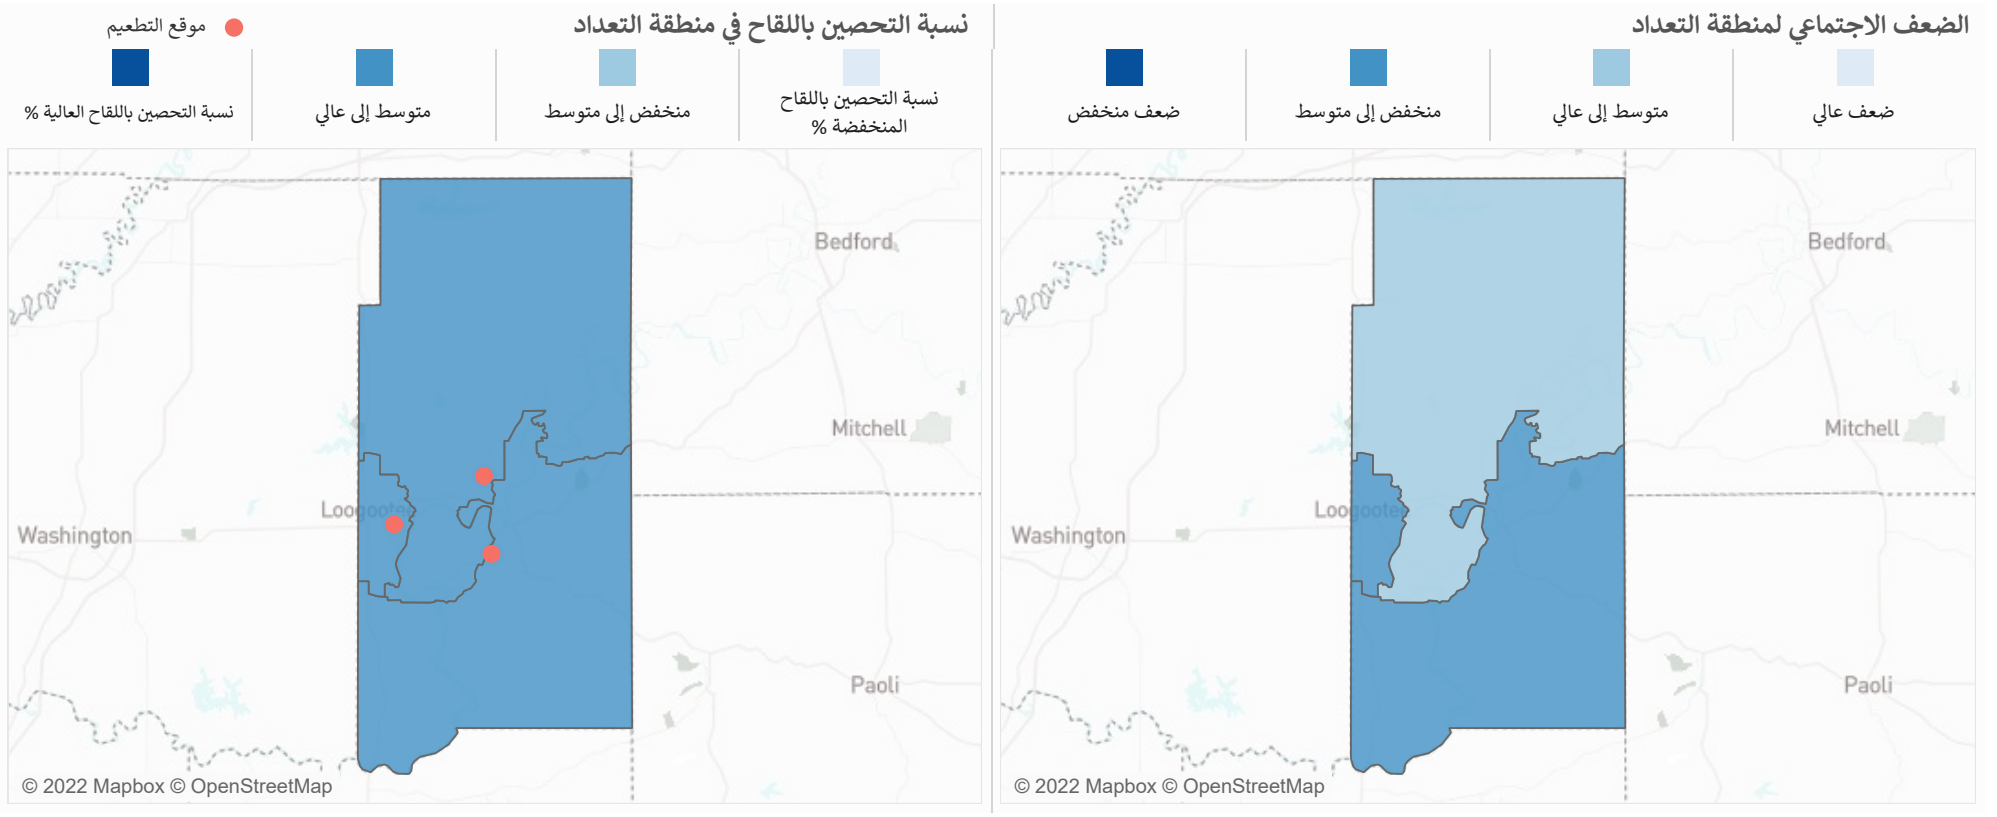 الضعف الاجتماعي لمنطقة التعداد
ضعف عالي
متوسط إلى عالي
منخفض إلى متوسط
ضعف منخفض
Bedford
Mitchell
Loogootee
Washington
Paoli
© 2022 Mapbox © OpenStreetMap
نسبة التحصين باللقاح في منطقة التعداد
موقع التطعيم
نسبة التحصين باللقاح
المنخفضة %
منخفض إلى متوسط
متوسط إلى عالي
نسبة التحصين باللقاح العالية %
Bedford
Mitchell
Loogootee
Washington
Paoli
© 2022 Mapbox © OpenStreetMap